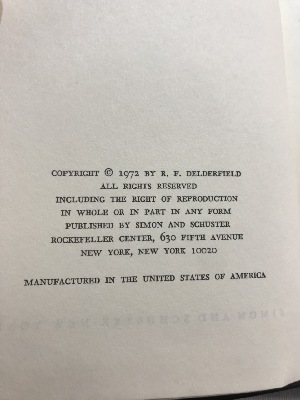 COPYRIGHT © 1972 BY R. F. DELDERFIELD
ALL RIGHTS RESERVED
INCLUDING THE RIGHT OF REPRODUCTION
IN WHOLE OR IN PART IN ANY FORM
PUBLISHED BY SIMON AND SCHUSTER
ROCKEFELLER CENTER, 630 FIFTH AVENUE
NEW YORK, NEW YORK 10020
MANUFACTURED IN THE UNITED STATES OF AMERICA